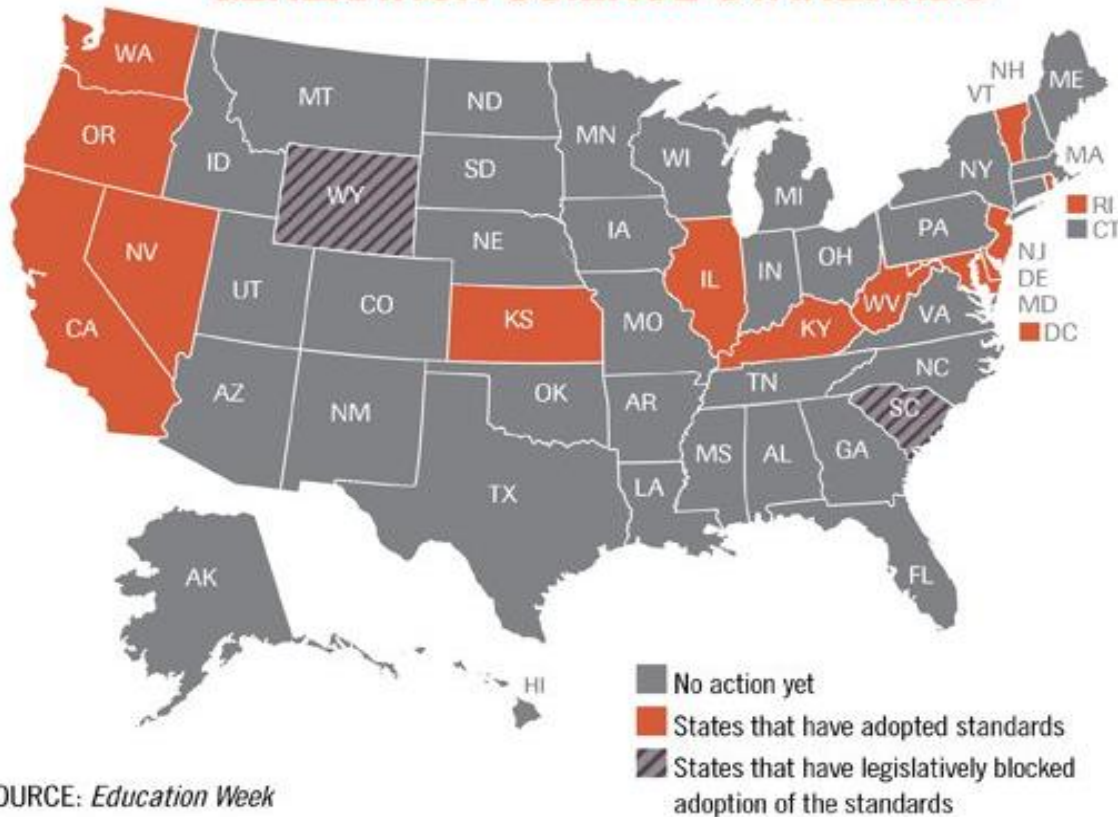 NH
ME
VT
WA
MT
ND
MN
OR
ID
SD
WI
NY
MA
WY
MI
RI
CT
IA
PA
NE
NV
OH
NJ
IL
IN
DE
UT
CO
WV
MD
CA
KS
MO
KY
VA
DC
TN
NC
AZ
OK
AR
NM
SC
MS
AL
GA
LA
TX
AK
FL
HI
No action yet
States that have adopted standards
States that have legislatively blocked
adoption of the standards
OURCE: Education Week